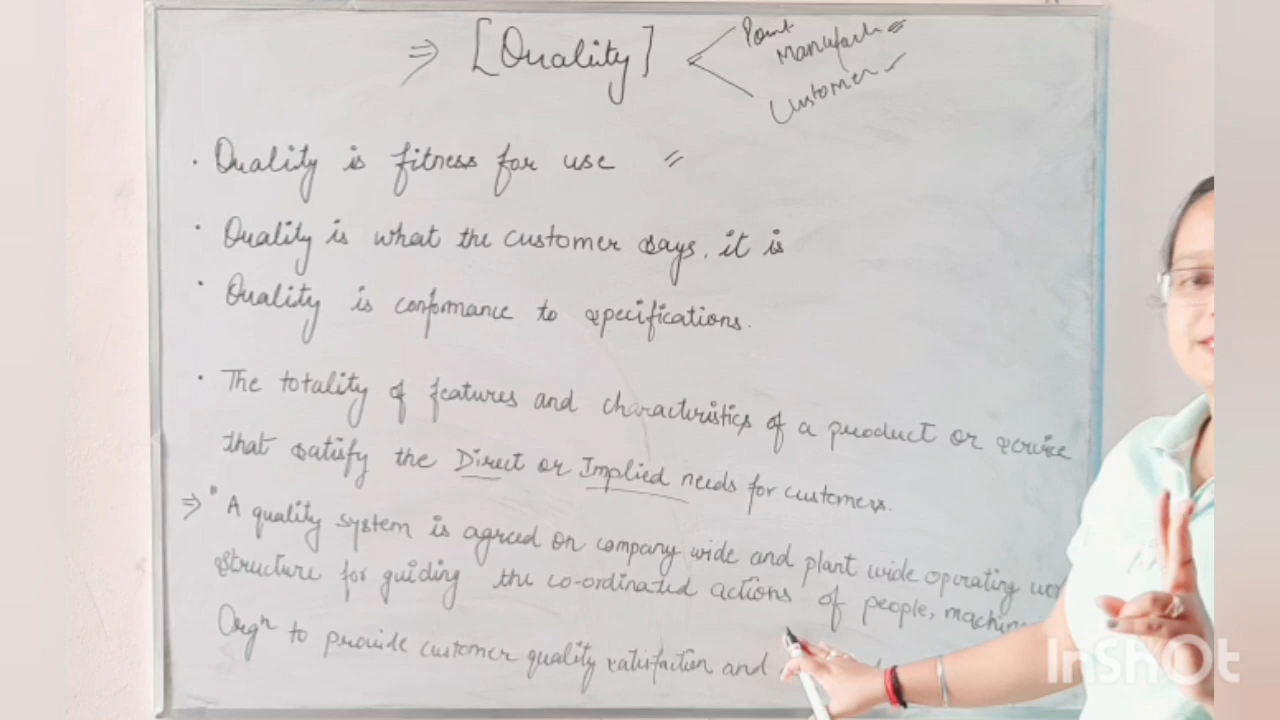 ⇒ [Quality]
Point
Manufact
Customer
· Quality is fitness for use
· Quality is what the customer says, it is
· Quality is conformance to specifications.
· The totality of features and characteristics of a product or service
that satisfy the Direct or Implied needs for customers.
⇒ "A quality system is agreed on company wide and plant wide operating
structure for guiding the co-ordinated actions of people,
Orgn to provide customer quality satisfaction and
InShOt